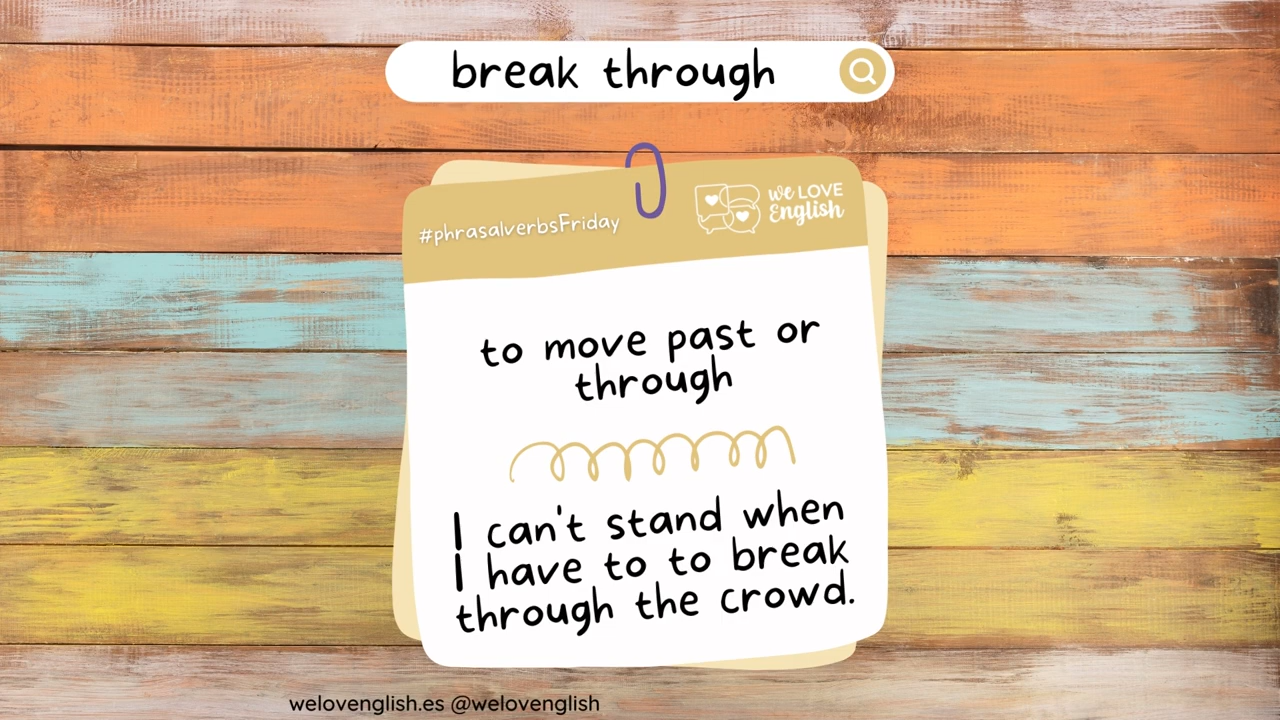 break through
#phrasalverbsFriday
we LOVE
English
to move past or
through
I can't stand when
I have to to break
through the crowd.
welovenglish.es @welovenglish